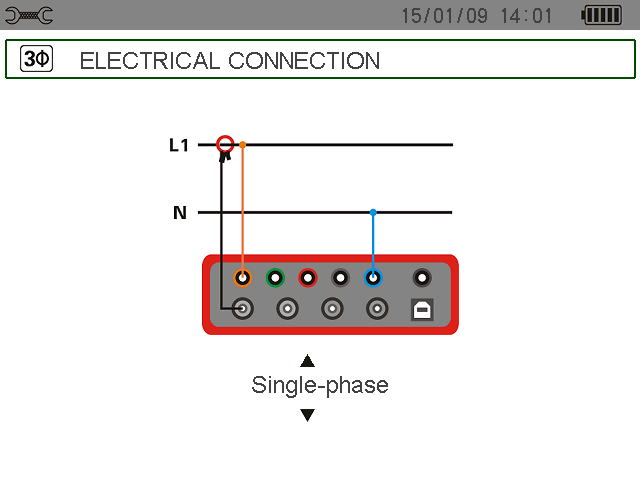 15/01/09 14:01
3Φ ELECTRICAL CONNECTION
L1
N
Single-phase